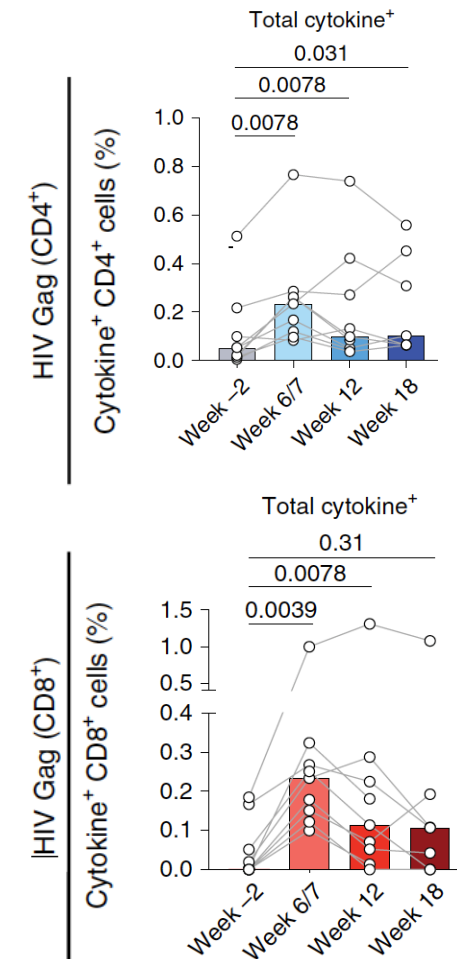 Total cytokine⁺
0.031
0.0078
0.0078
HIV Gag (CD4⁺)
Cytokine⁺ CD4⁺ cells (%)
1.0
0.8
0.6
0.4
0.2
0.0
Week –2
Week 6/7
Week 12
Week 18
Total cytokine⁺
0.31
0.0078
0.0039
|HIV Gag (CD8⁺)
Cytokine⁺ CD8⁺ cells (%)
1.5
1.0
0.5
0.4
0.3
0.2
0.1
0.0
Week –2
Week 6/7
Week 12
Week 18